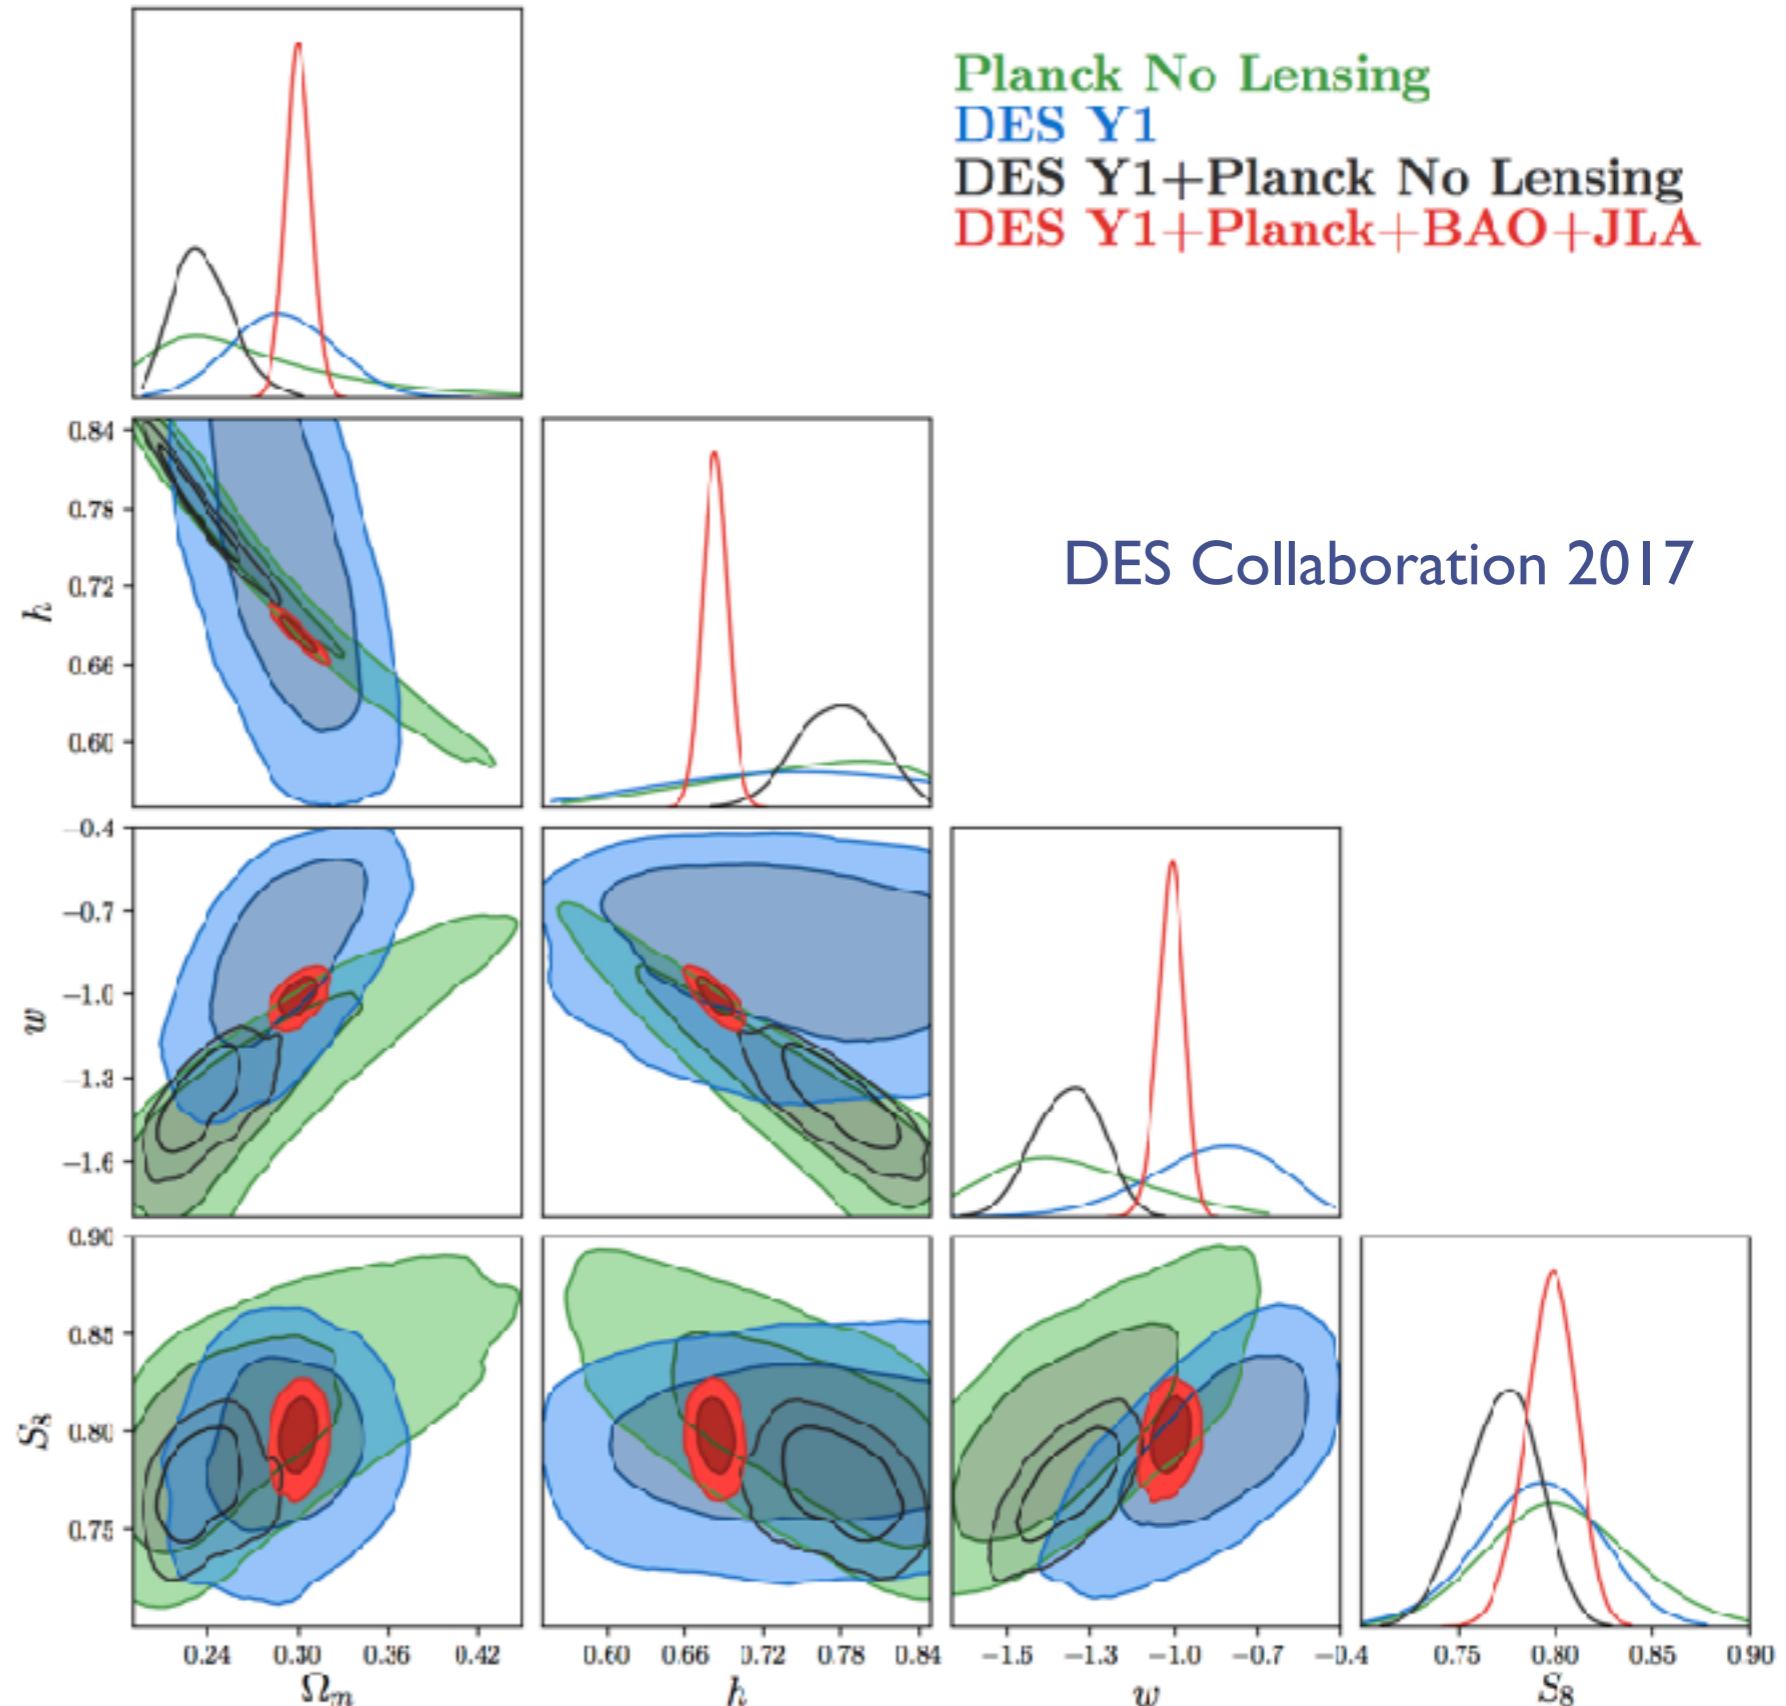 Planck No Lensing
DES Y1
DES Y1+Planck No Lensing
DES Y1+Planck+BAO+JLA
0.84
0.78
0.72
0.66
0.60
h
DES Collaboration 2017
−0.4
−0.7
−1.0
−1.3
−1.6
w
0.90
0.85
0.80
0.75
S₈
0.24 0.30 0.36 0.42 0.60 0.66 0.72 0.78 0.84 −1.6 −1.3 −1.0 −0.7 −0.4 0.75 0.80 0.85 0.90
Ωₘ h w S₈